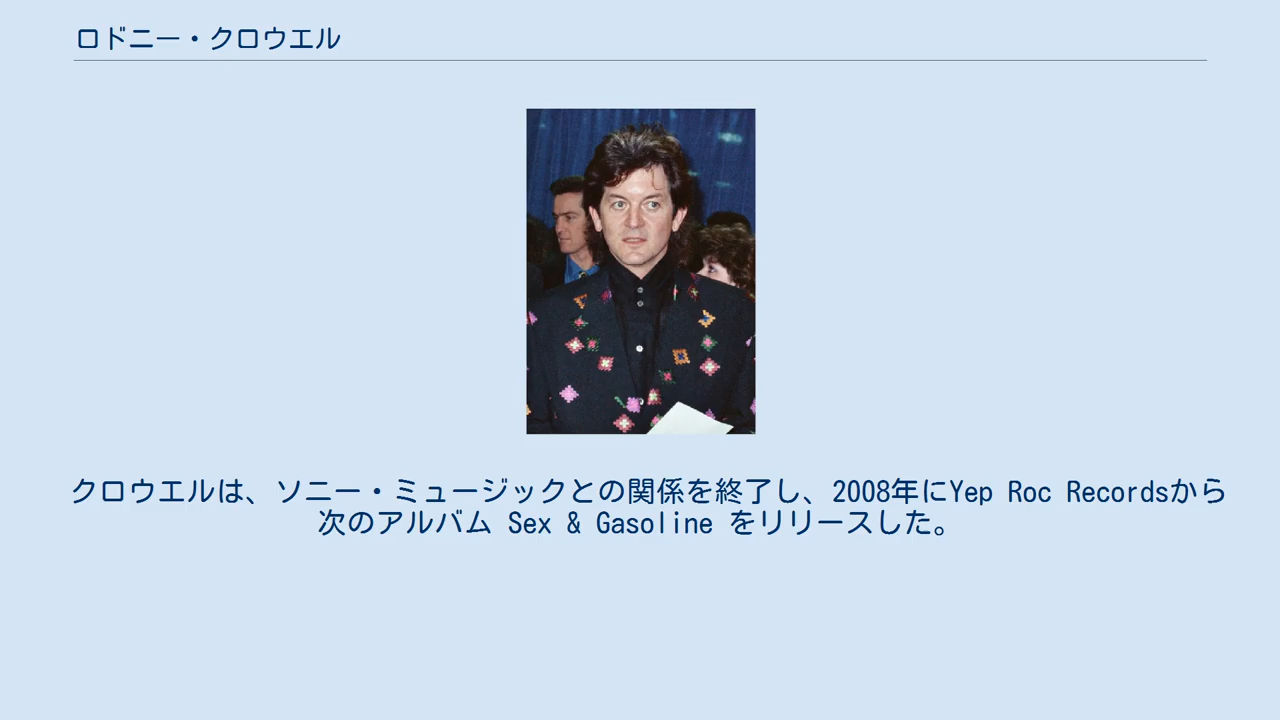 ロドニー・クロウエル
クロウエルは、ソニー・ミュージックとの関係を終了し、2008年にYep Roc Recordsから
次のアルバム Sex & Gasoline をリリースした。